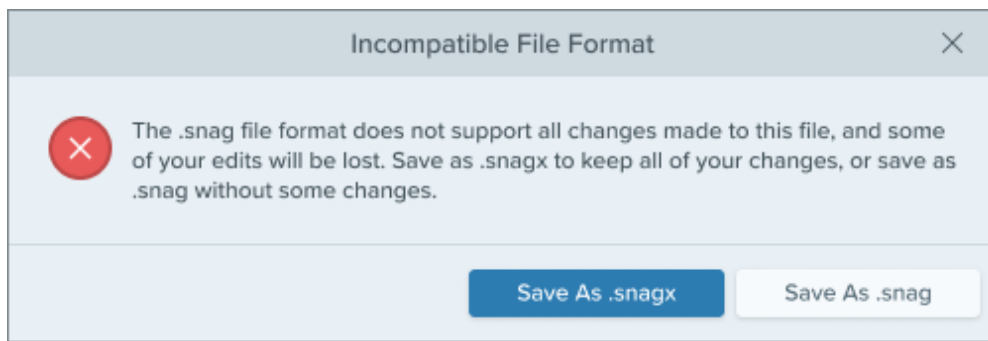 Incompatible File Format
The .snag file format does not support all changes made to this file, and some
of your edits will be lost. Save as .snagx to keep all of your changes, or save as
.snag without some changes.
Save As .snagx
Save As .snag